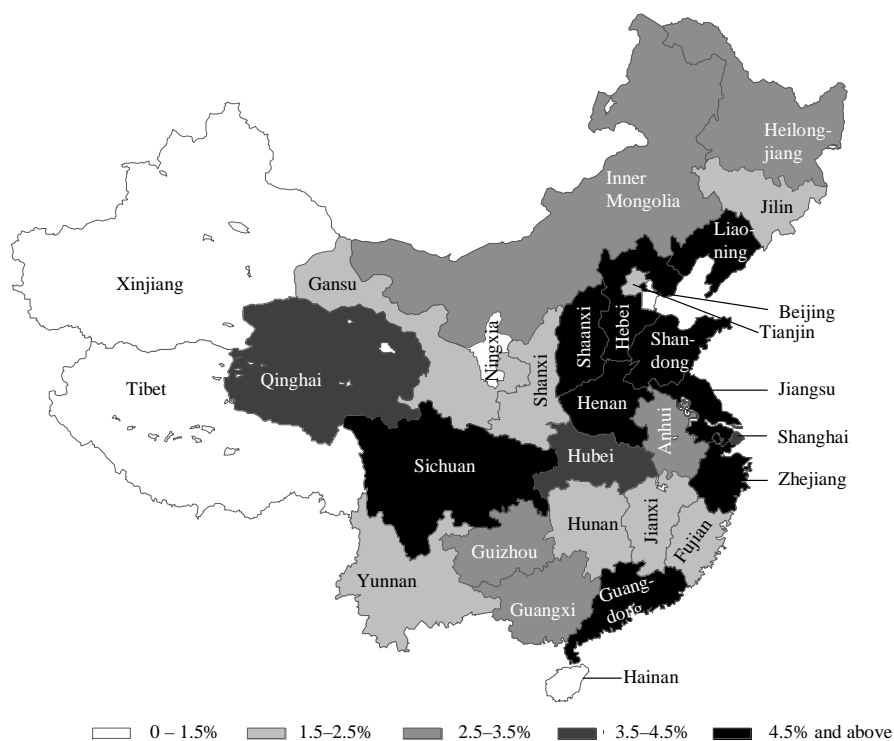 Heilong-
jiang
Inner
Mongolia
Jilin
Liao-
ning
Xinjiang
Gansu
Beijing
Tianjin
Ningxia
Shanxi
Shaanxi
Hebei
Shan-
dong
Qinghai
Tibet
Jiangsu
Henan
Anhui
Shanghai
Hubei
Sichuan
Zhejiang
Hunan
Jianxi
Fujian
Guizhou
Yunnan
Guangxi
Guang-
dong
Hainan
0 – 1.5% 1.5–2.5% 2.5–3.5% 3.5–4.5% 4.5% and above